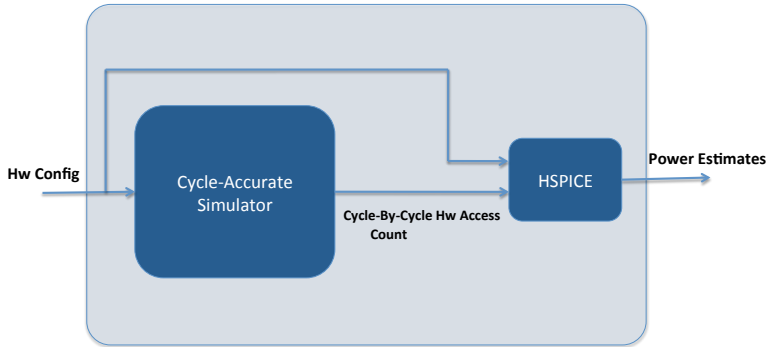 Hw Config
Cycle-Accurate
Simulator
Cycle-By-Cycle Hw Access
Count
HSPICE
Power Estimates